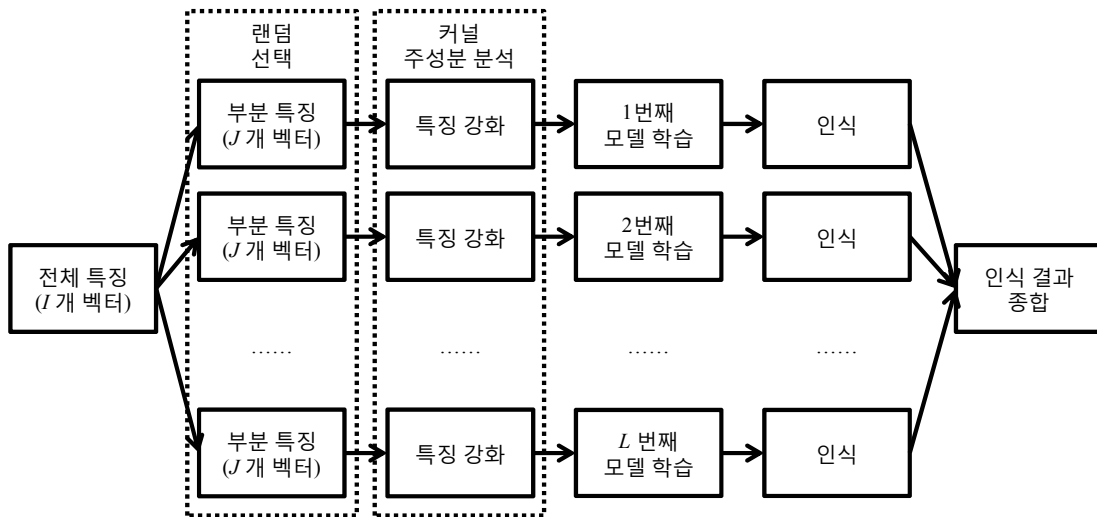 랜덤
선택
커널
주성분 분석
부분 특징
(J 개 벡터)
특징 강화
1번째
모델 학습
인식
부분 특징
(J 개 벡터)
특징 강화
2번째
모델 학습
인식
전체 특징
(I 개 벡터)
인식 결과
종합
......
......
......
......
부분 특징
(J 개 벡터)
특징 강화
L 번째
모델 학습
인식